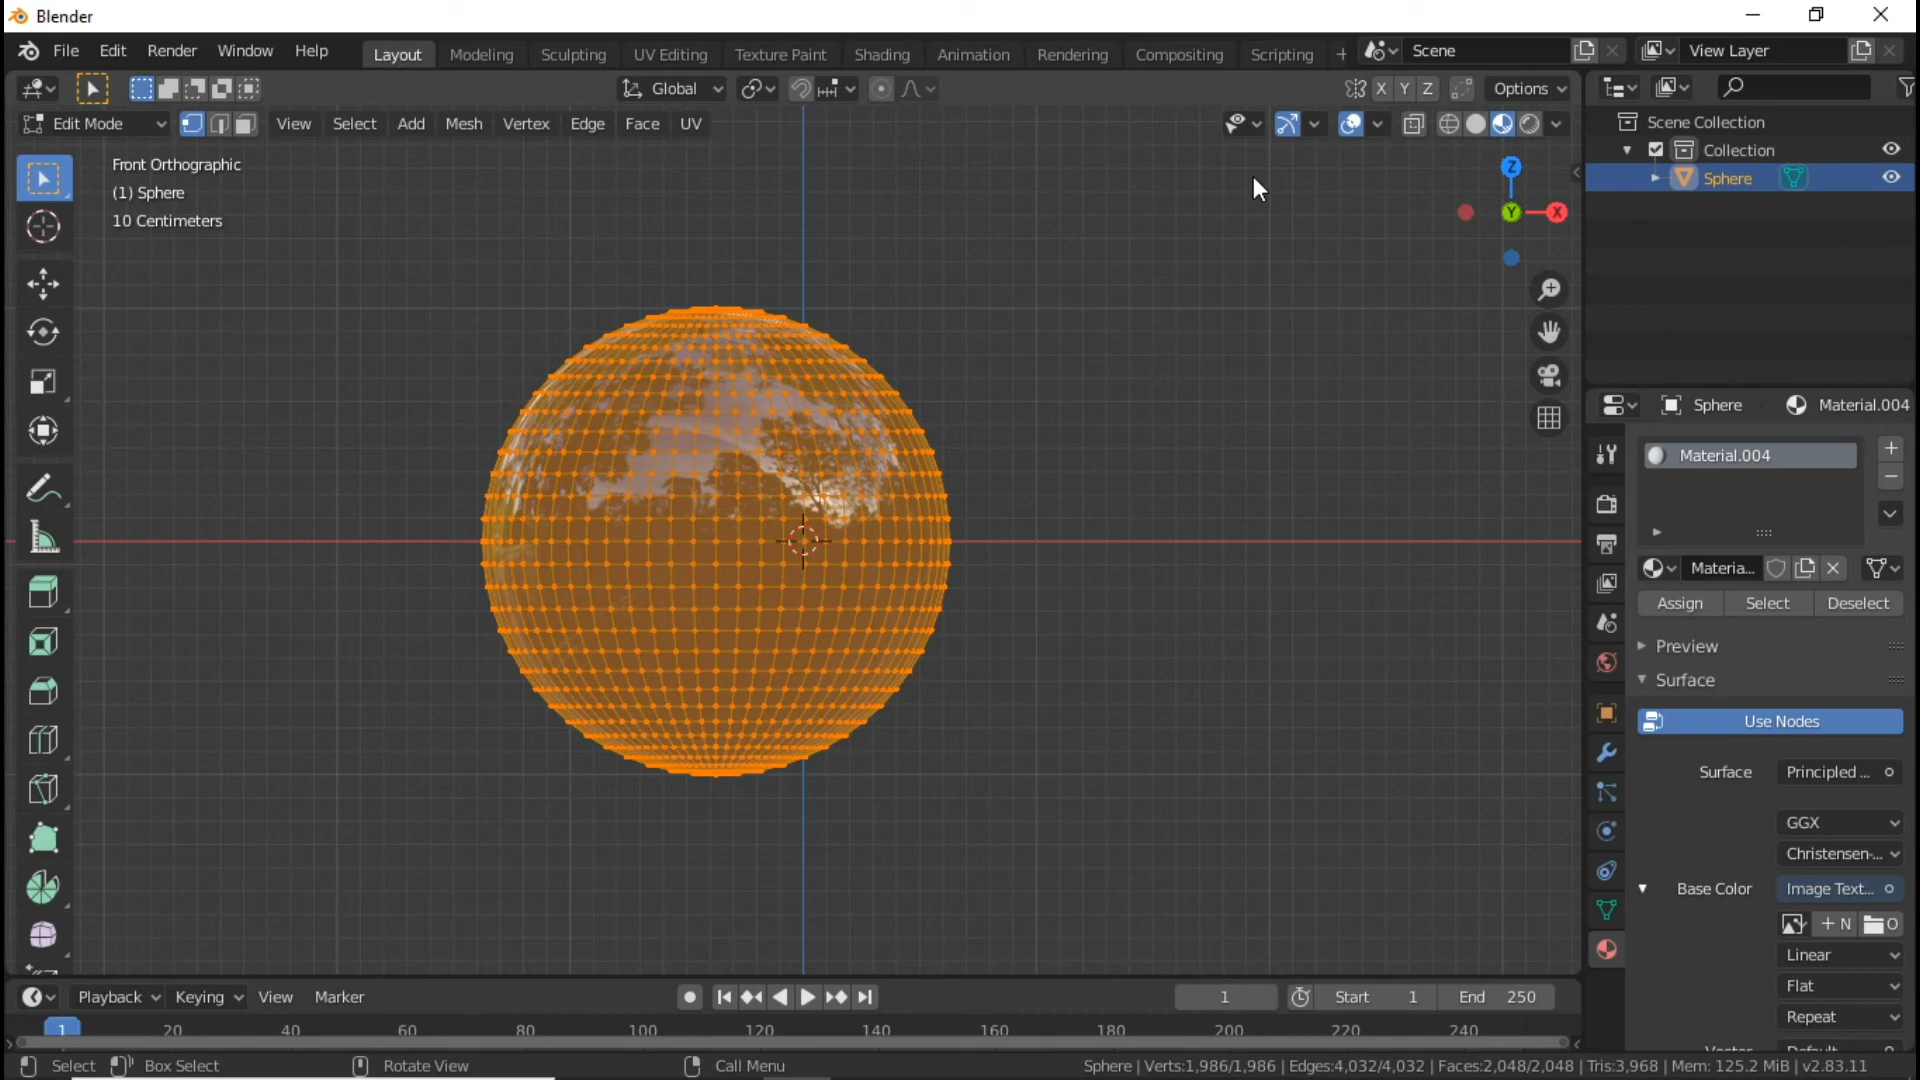 Blender
File Edit Render Window Help Layout Modeling Sculpting UV Editing Texture Paint Shading Animation Rendering Compositing Scripting + Scene View Layer
Global X Y Z Options
Edit Mode View Select Add Mesh Vertex Edge Face UV
Scene Collection
Collection
Sphere
Front Orthographic
(1) Sphere
10 Centimeters
Z
Y X
Sphere Material.004
Material.004
Materia...
Assign Select Deselect
Preview
Surface
Use Nodes
Surface Principled ...
GGX
Christensen-...
Base Color Image Text...
+ N O
Linear
Flat
Repeat
Playback Keying View Marker 1 Start 1 End 250
1 20 40 60 80 100 120 140 160 180 200 220 240
Select Box Select Rotate View Call Menu Sphere | Verts:1,986/1,986 | Edges:4,032/4,032 | Faces:2,048/2,048 | Tris:3,968 | Mem: 125.2 MiB | v2.83.11